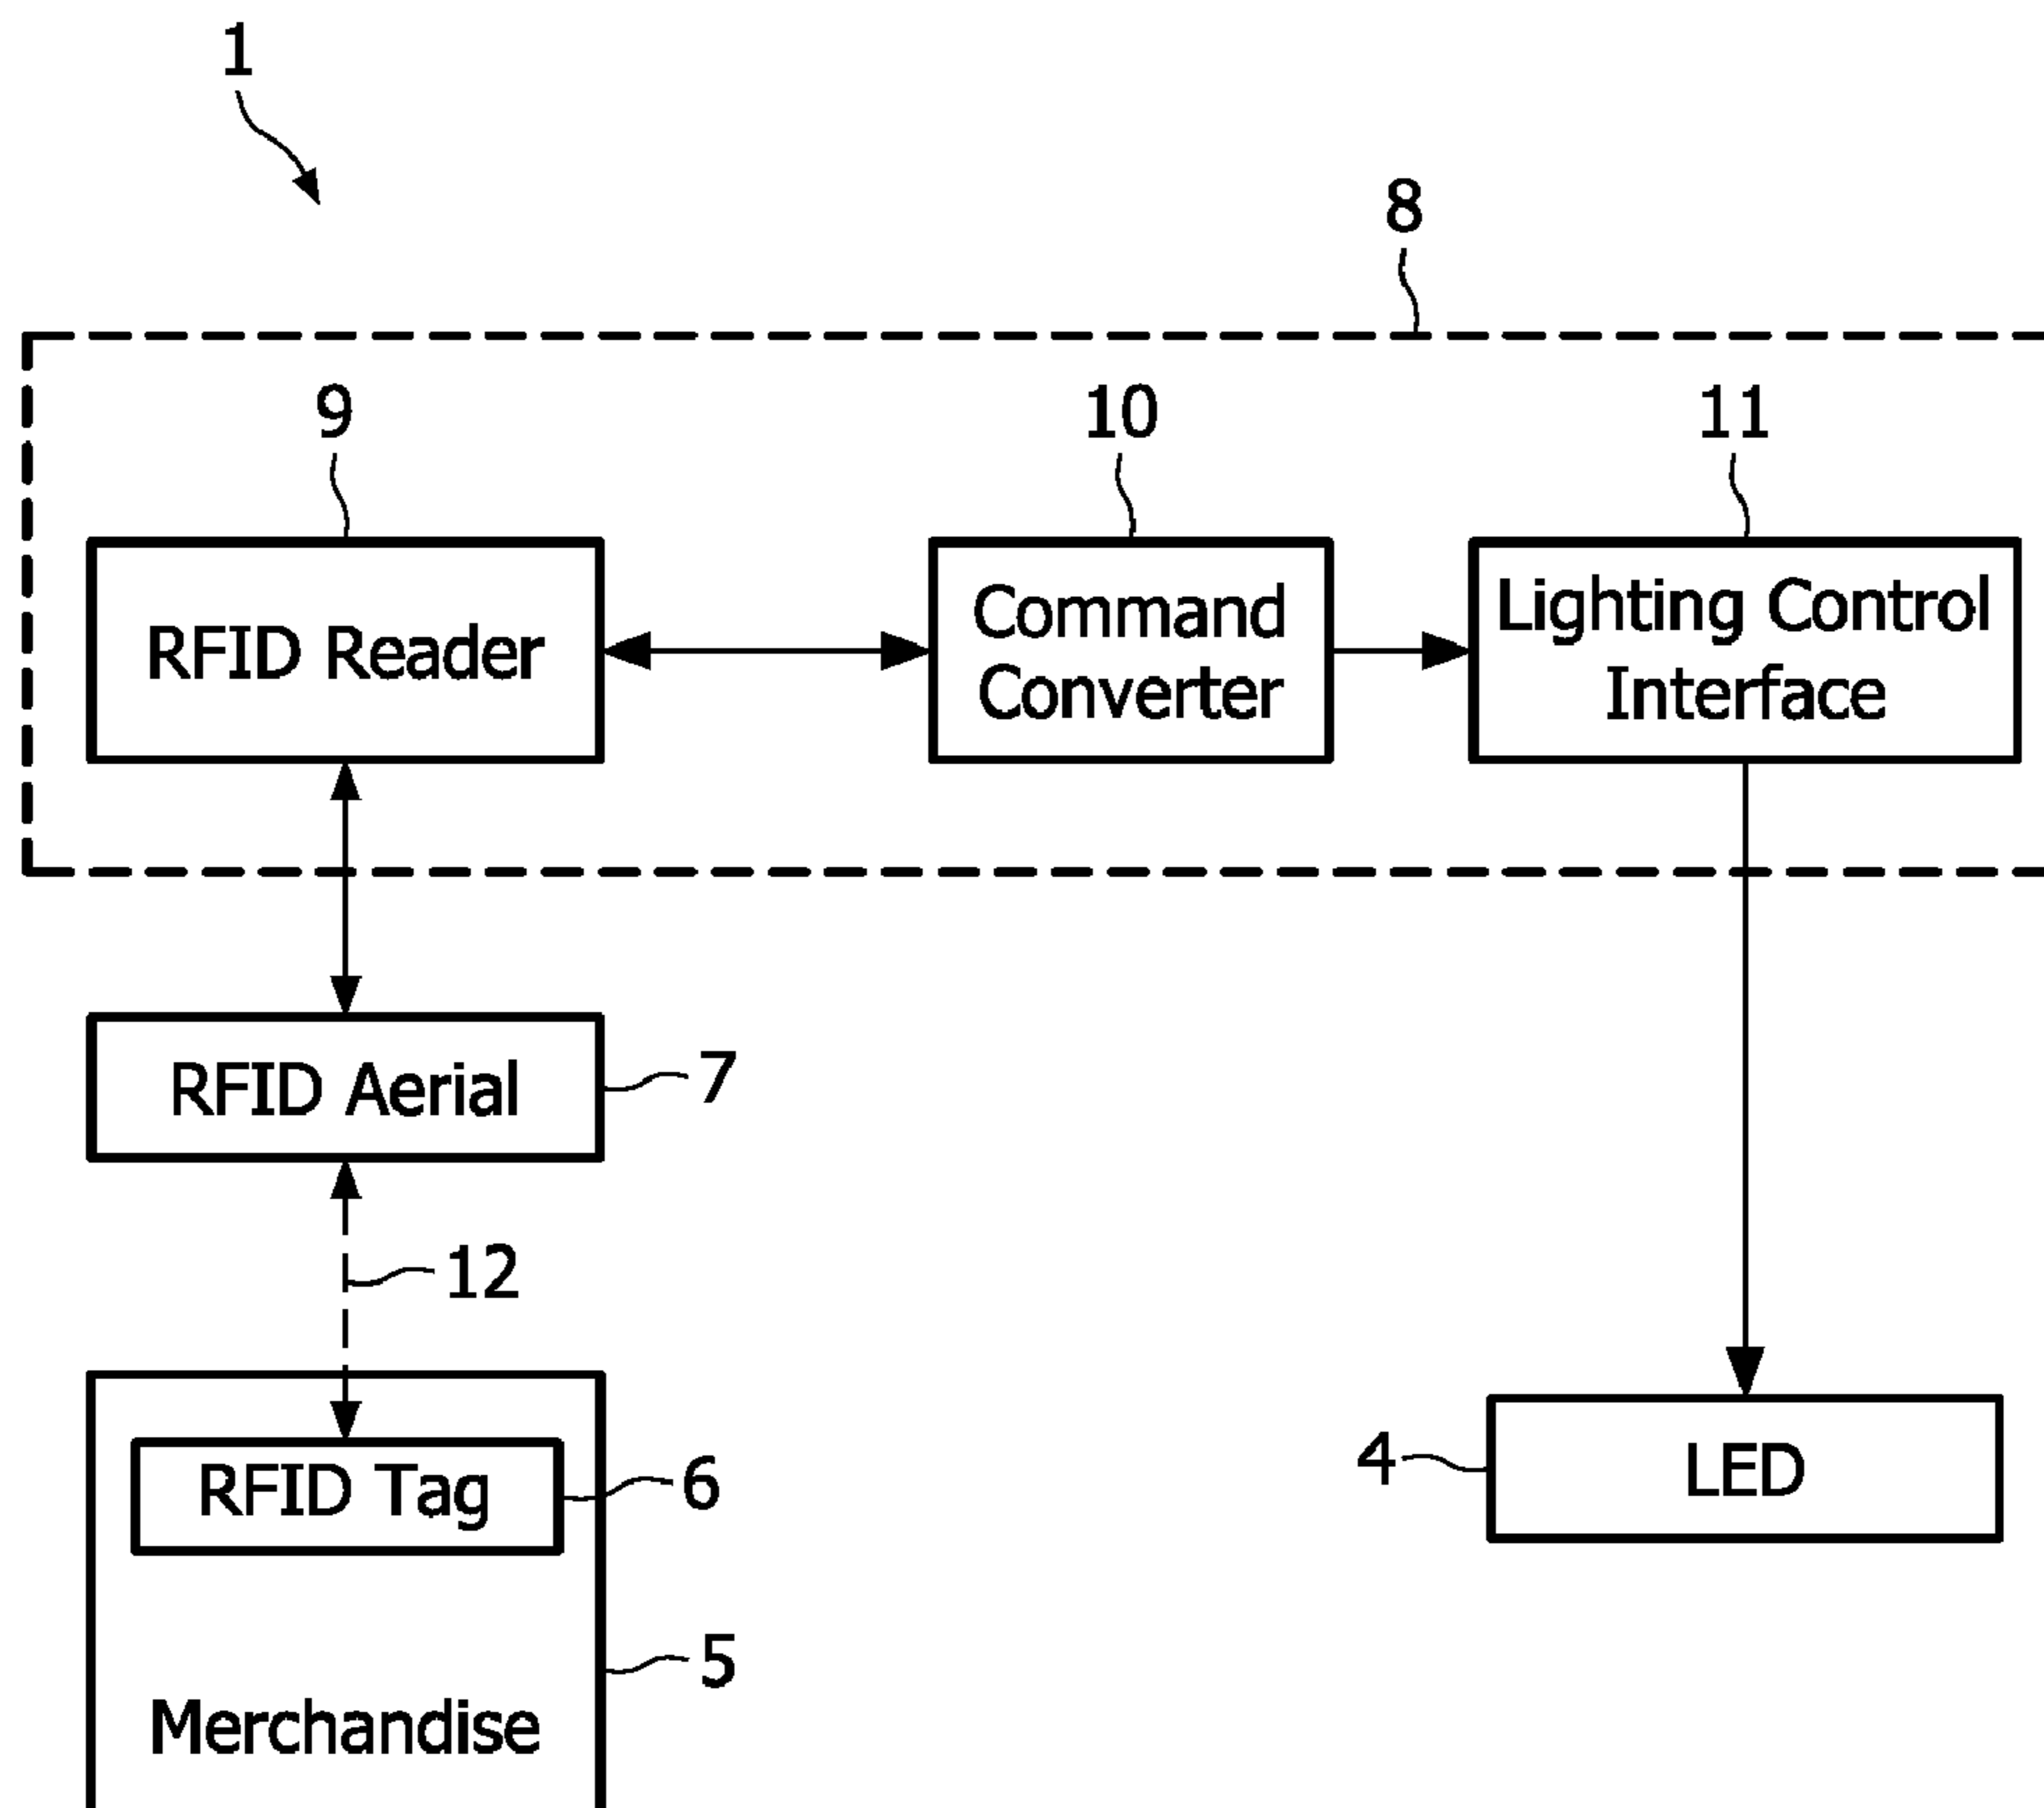 1
8
9
10
11
RFID Reader
Command
Converter
Lighting Control
Interface
RFID Aerial
7
12
RFID Tag
6
4
LED
5
Merchandise